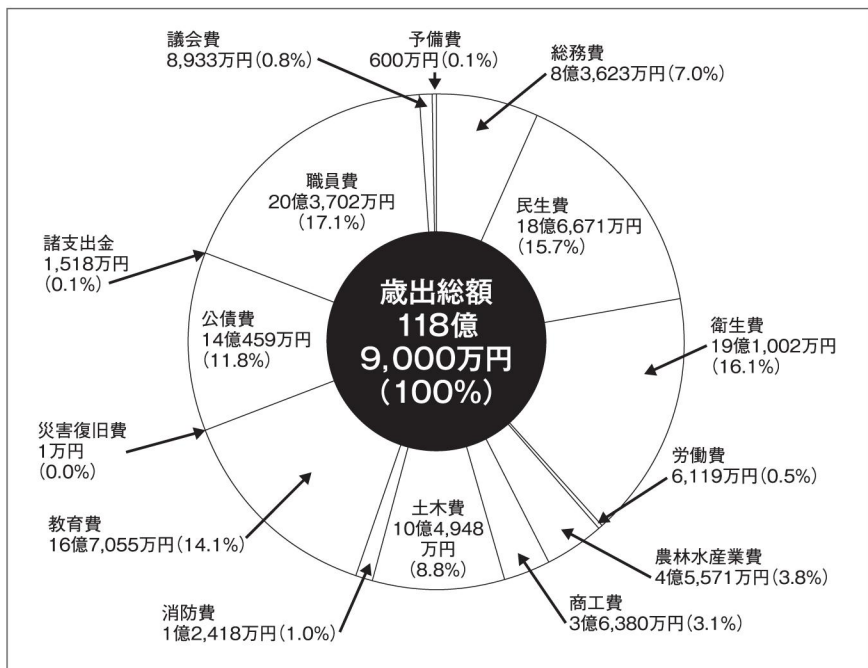 議会費
8,933万円(0.8%)
予備費
600万円(0.1%)
総務費
8億3,623万円(7.0%)
職員費
20億3,702万円
(17.1%)
民生費
18億6,671万円
(15.7%)
諸支出金
1,518万円
(0.1%)
公債費
14億459万円
(11.8%)
歳出総額
118億
9,000万円
(100%)
衛生費
19億1,002万円
(16.1%)
災害復旧費
1万円
(0.0%)
労働費
6,119万円(0.5%)
教育費
16億7,055万円(14.1%)
土木費
10億4,948
万円
(8.8%)
農林水産業費
4億5,571万円(3.8%)
消防費
1億2,418万円(1.0%)
商工費
3億6,380万円(3.1%)